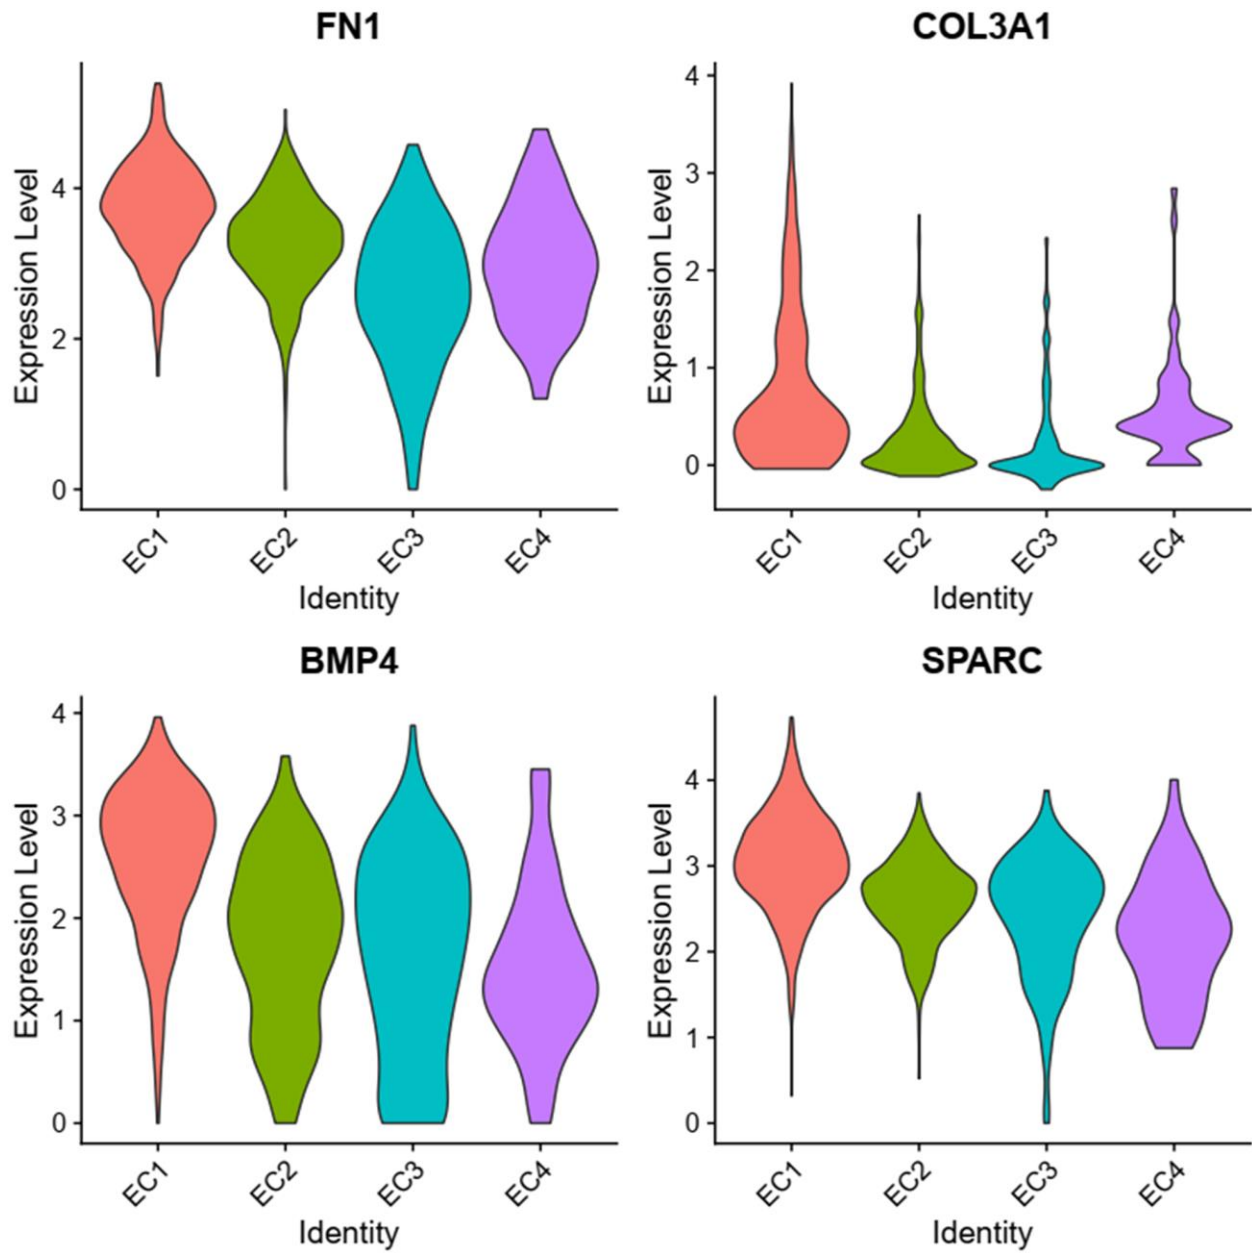 FN1
Expression Level
4
2
0
EC1
EC2
EC3
EC4
Identity
COL3A1
Expression Level
4
3
2
1
0
EC1
EC2
EC3
EC4
Identity
BMP4
Expression Level
4
3
2
1
0
EC1
EC2
EC3
EC4
Identity
SPARC
Expression Level
4
3
2
1
0
EC1
EC2
EC3
EC4
Identity